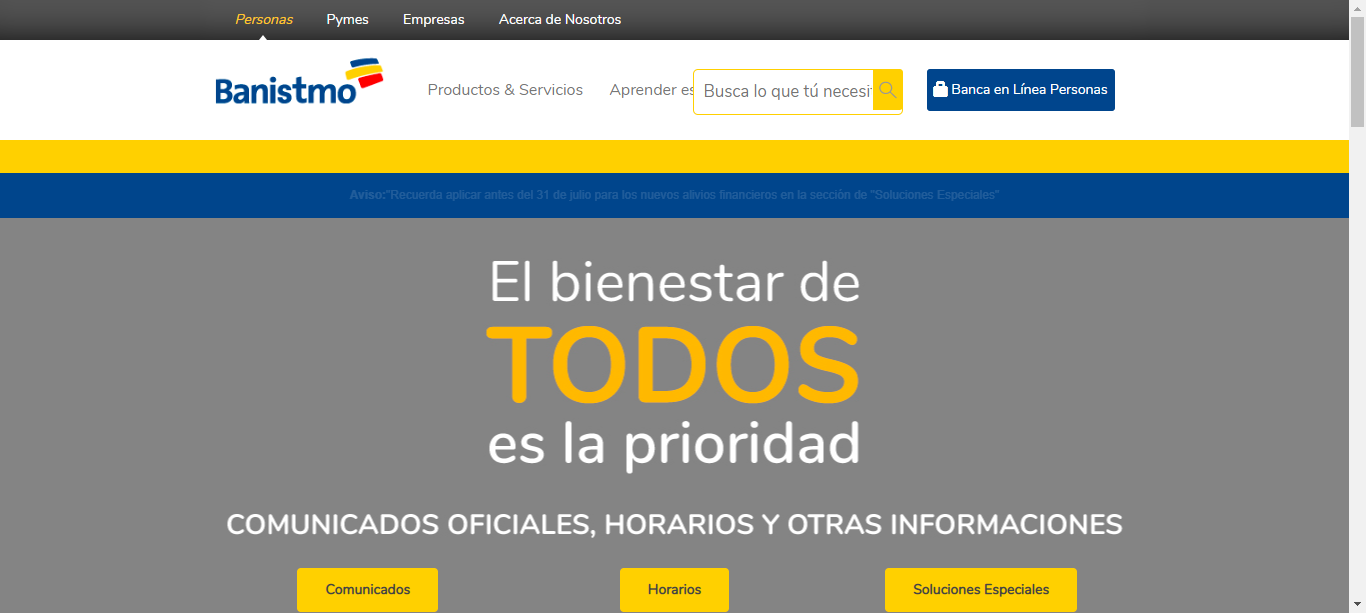 Personas Pymes Empresas Acerca de Nosotros
Banistmo Productos & Servicios Aprender es Busca lo que tú necesi Banca en Línea Personas
Aviso:"Recuerda aplicar antes del 31 de julio para los nuevos alivios financieros en la sección de "Soluciones Especiales"
El bienestar de
TODOS
es la prioridad
COMUNICADOS OFICIALES, HORARIOS Y OTRAS INFORMACIONES
Comunicados Horarios Soluciones Especiales